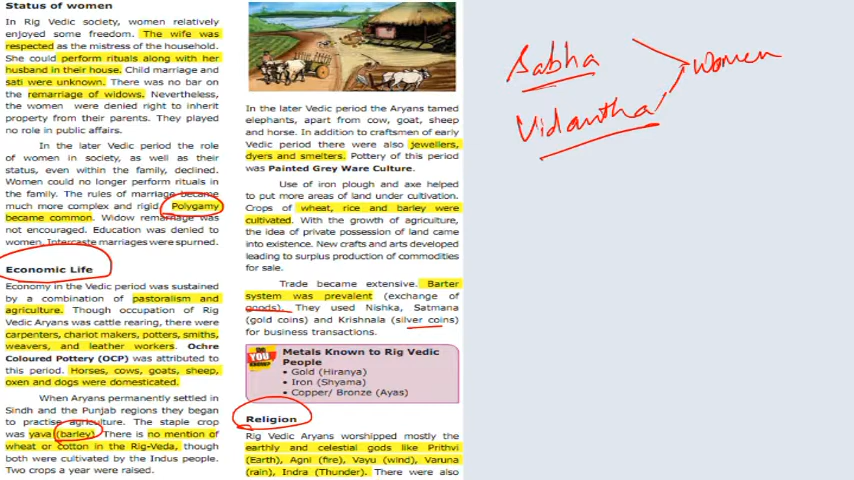 Status of women
In Rig Vedic society, women relatively
enjoyed some freedom. The wife was
respected as the mistress of the household.
She could perform rituals along with her
husband in their house. Child marriage and
sati were unknown. There was no bar on
the remarriage of widows. Nevertheless,
the women were denied right to inherit
property from their parents. They played
no role in public affairs.
In the later Vedic period the role
of women in society, as well as their
status, even within the family, declined.
Women could no longer perform rituals in
the family. The rules of marriage became
much more complex and rigid. Polygamy
became common. Widow remarriage was
not encouraged. Education was denied to
women. Intercaste marriages were spurned.
Economic Life
Economy in the Vedic period was sustained
by a combination of pastoralism and
agriculture. Though occupation of Rig
Vedic Aryans was cattle rearing, there were
carpenters, chariot makers, potters, smiths,
weavers, and leather workers. Ochre
Coloured Pottery (OCP) was attributed to
this period. Horses, cows, goats, sheep,
oxen and dogs were domesticated.
When Aryans permanently settled in
Sindh and the Punjab regions they began
to practise agriculture. The staple crop
was yava (barley). There is no mention of
wheat or cotton in the Rig-Veda, though
both were cultivated by the Indus people.
Two crops a year were raised.
In the later Vedic period the Aryans tamed
elephants, apart from cow, goat, sheep
and horse. In addition to craftsmen of early
Vedic period there were also jewellers,
dyers and smelters. Pottery of this period
was Painted Grey Ware Culture.
Use of iron plough and axe helped
to put more areas of land under cultivation.
Crops of wheat, rice and barley were
cultivated. With the growth of agriculture,
the idea of private possession of land came
into existence. New crafts and arts developed
leading to surplus production of commodities
for sale.
Trade became extensive. Barter
system was prevalent (exchange of
goods). They used Nishka, Satmana
(gold coins) and Krishnala (silver coins)
for business transactions.
DO YOU KNOW?
Metals Known to Rig Vedic
People
• Gold (Hiranya)
• Iron (Shyama)
• Copper/ Bronze (Ayas)
Religion
Rig Vedic Aryans worshipped mostly the
earthly and celestial gods like Prithvi
(Earth), Agni (fire), Vayu (wind), Varuna
(rain), Indra (Thunder). There were also
Sabha
women
Vidantha